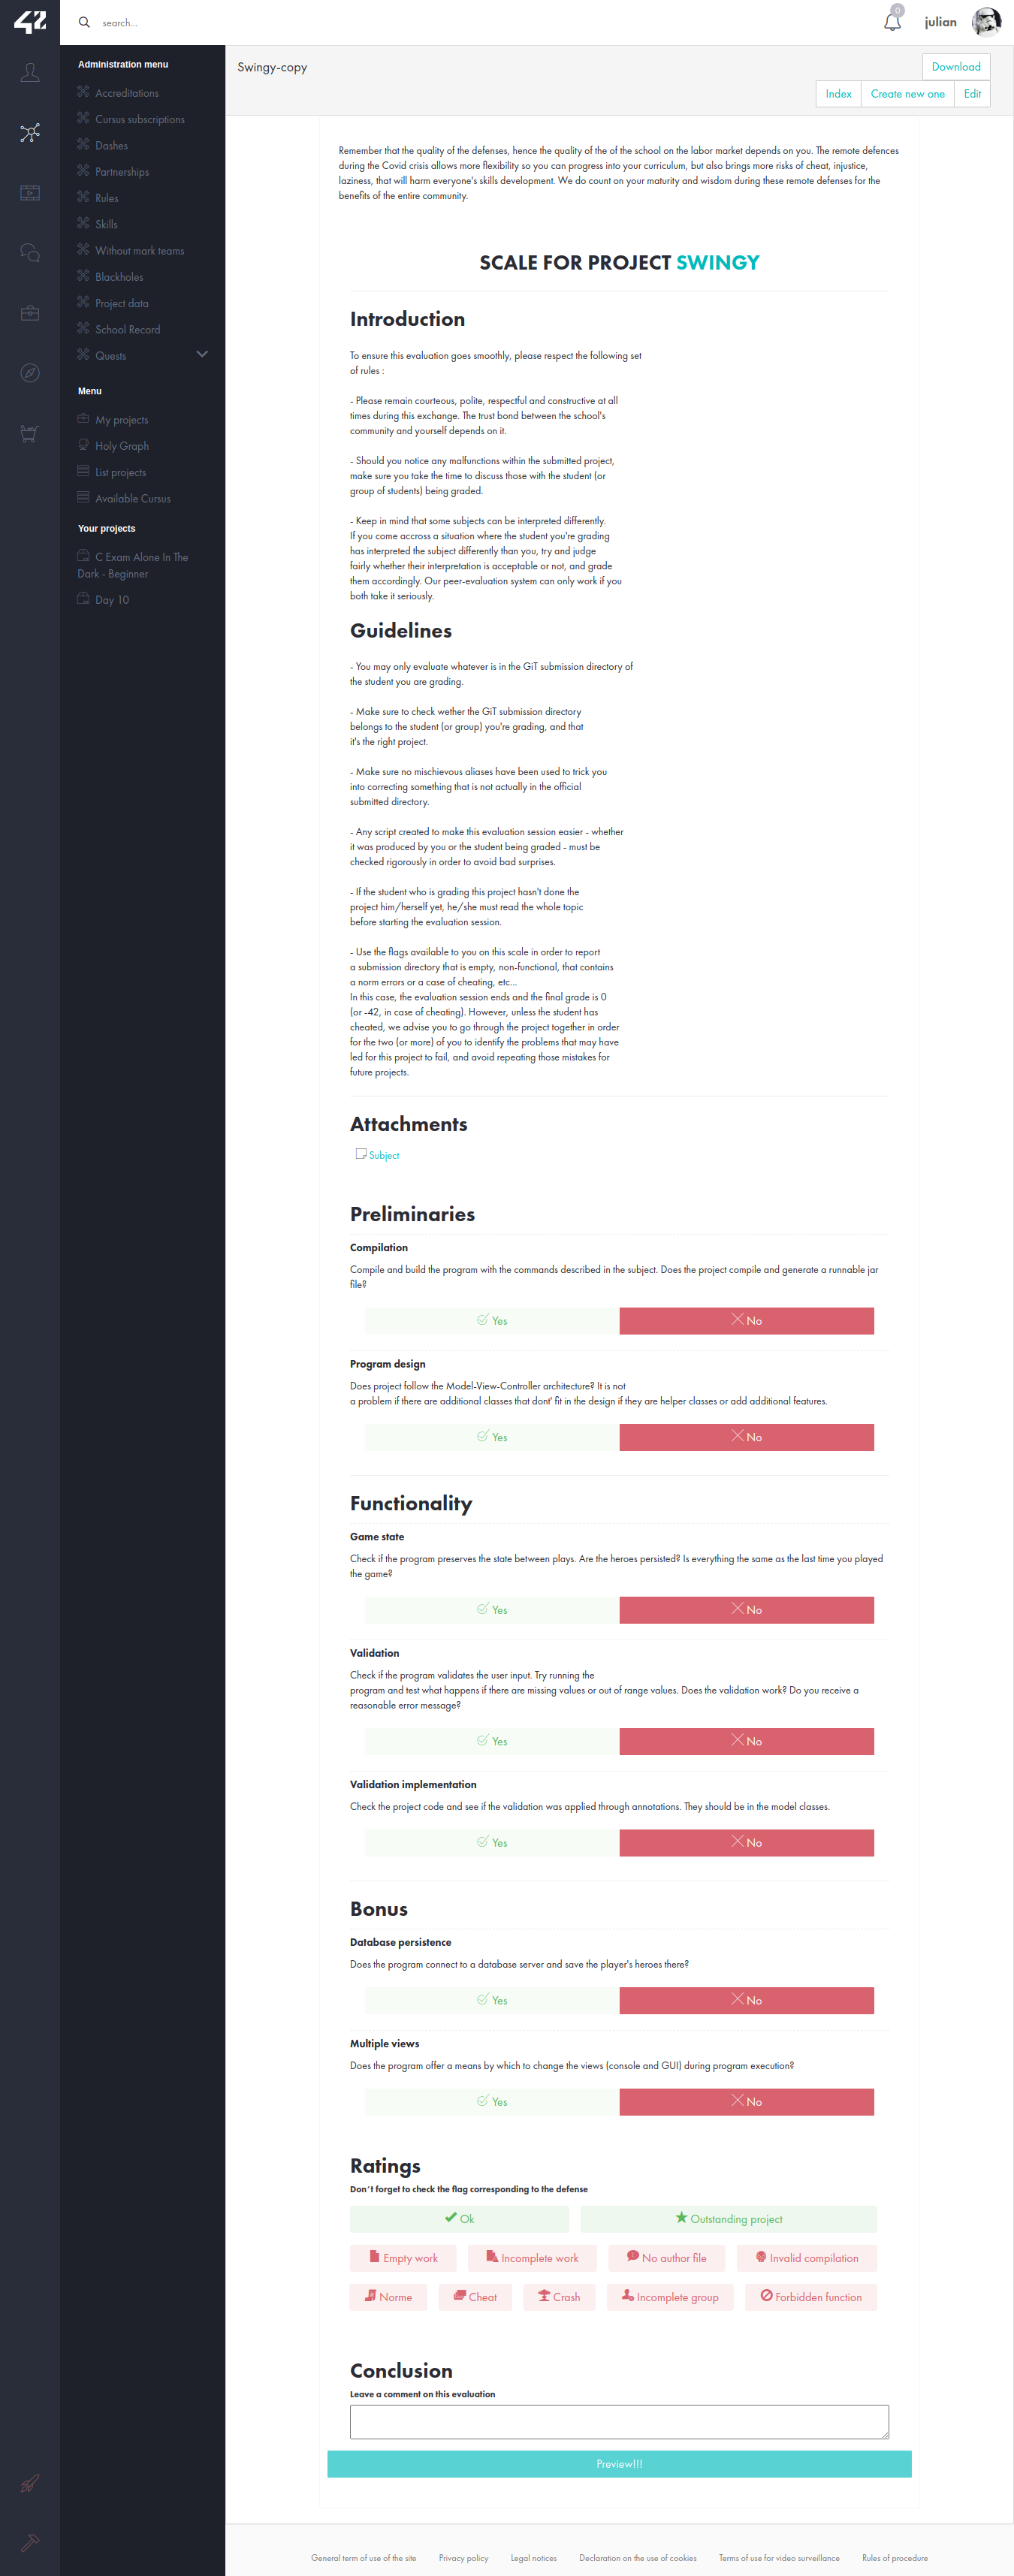 42
search...
0
julian
Administration menu
Accreditations
Cursus subscriptions
Dashes
Partnerships
Rules
Skills
Without mark teams
Blackholes
Project data
School Record
Quests
Menu
My projects
Holy Graph
List projects
Available Cursus
Your projects
C Exam Alone In The
Dark - Beginner
Day 10
Swingy-copy
Download
Index
Create new one
Edit
Remember that the quality of the defenses, hence the quality of the of the school on the labor market depends on you. The remote defences
during the Covid crisis allows more flexibility so you can progress into your curriculum, but also brings more risks of cheat, injustice,
laziness, that will harm everyone's skills development. We do count on your maturity and wisdom during these remote defenses for the
benefits of the entire community.
SCALE FOR PROJECT SWINGY
Introduction
To ensure this evaluation goes smoothly, please respect the following set
of rules :
- Please remain courteous, polite, respectful and constructive at all
times during this exchange. The trust bond between the school's
community and yourself depends on it.
- Should you notice any malfunctions within the submitted project,
make sure you take the time to discuss those with the student (or
group of students) being graded.
- Keep in mind that some subjects can be interpreted differently.
If you come accross a situation where the student you're grading
has interpreted the subject differently than you, try and judge
fairly whether their interpretation is acceptable or not, and grade
them accordingly. Our peer-evaluation system can only work if you
both take it seriously.
Guidelines
- You may only evaluate whatever is in the GiT submission directory of
the student you are grading.
- Make sure to check wether the GiT submission directory
belongs to the student (or group) you're grading, and that
it's the right project.
- Make sure no mischievous aliases have been used to trick you
into correcting something that is not actually in the official
submitted directory.
- Any script created to make this evaluation session easier - whether
it was produced by you or the student being graded - must be
checked rigorously in order to avoid bad surprises.
- If the student who is grading this project hasn't done the
project him/herself yet, he/she must read the whole topic
before starting the evaluation session.
- Use the flags available to you on this scale in order to report
a submission directory that is empty, non-functional, that contains
a norm errors or a case of cheating, etc...
In this case, the evaluation session ends and the final grade is 0
(or -42, in case of cheating). However, unless the student has
cheated, we advise you to go through the project together in order
for the two (or more) of you to identify the problems that may have
led for this project to fail, and avoid repeating those mistakes for
future projects.
Attachments
Subject
Preliminaries
Compilation
Compile and build the program with the commands described in the subject. Does the project compile and generate a runnable jar
file?
Yes
No
Program design
Does project follow the Model-View-Controller architecture? It is not
a problem if there are additional classes that dont' fit in the design if they are helper classes or add additional features.
Yes
No
Functionality
Game state
Check if the program preserves the state between plays. Are the heroes persisted? Is everything the same as the last time you played
the game?
Yes
No
Validation
Check if the program validates the user input. Try running the
program and test what happens if there are missing values or out of range values. Does the validation work? Do you receive a
reasonable error message?
Yes
No
Validation implementation
Check the project code and see if the validation was applied through annotations. They should be in the model classes.
Yes
No
Bonus
Database persistence
Does the program connect to a database server and save the player's heroes there?
Yes
No
Multiple views
Does the program offer a means by which to change the views (console and GUI) during program execution?
Yes
No
Ratings
Don't forget to check the flag corresponding to the defense
Ok
Outstanding project
Empty work
Incomplete work
No author file
Invalid compilation
Norme
Cheat
Crash
Incomplete group
Forbidden function
Conclusion
Leave a comment on this evaluation
Preview!!!
General term of use of the site
Privacy policy
Legal notices
Declaration on the use of cookies
Terms of use for video surveillance
Rules of procedure